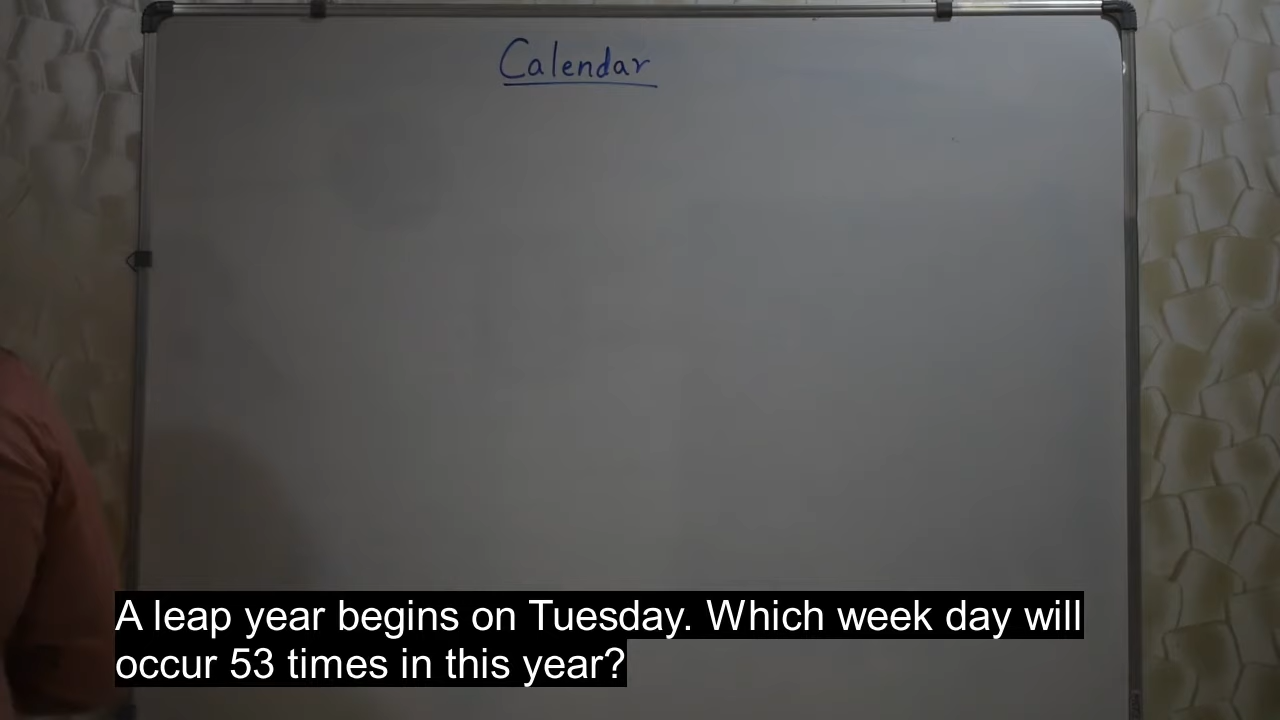 Calendar
A leap year begins on Tuesday. Which week day will
occur 53 times in this year?